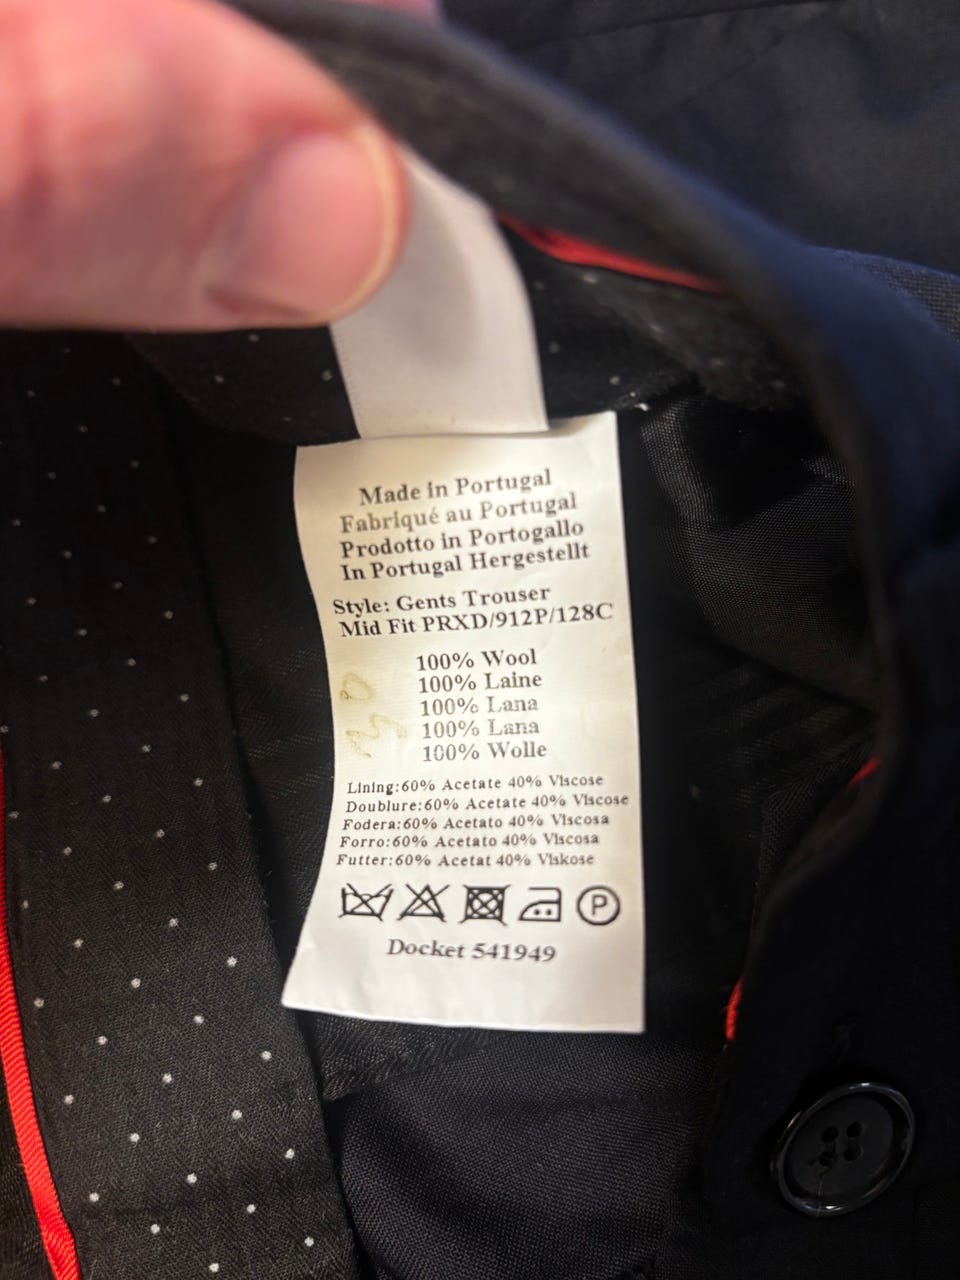 Made in Portugal
Fabriqué au Portugal
Prodotto in Portogallo
In Portugal Hergestellt
Style: Gents Trouser
Mid Fit PRXD/912P/128C
100% Wool
100% Laine
100% Lana
100% Lana
100% Wolle
30
Lining:60% Acetate 40% Viscose
Doublure:60% Acetate 40% Viscose
Fodera:60% Acetato 40% Viscosa
Forro:60% Acetato 40% Viscosa
Futter:60% Acetat 40% Viskose
P
Docket 541949